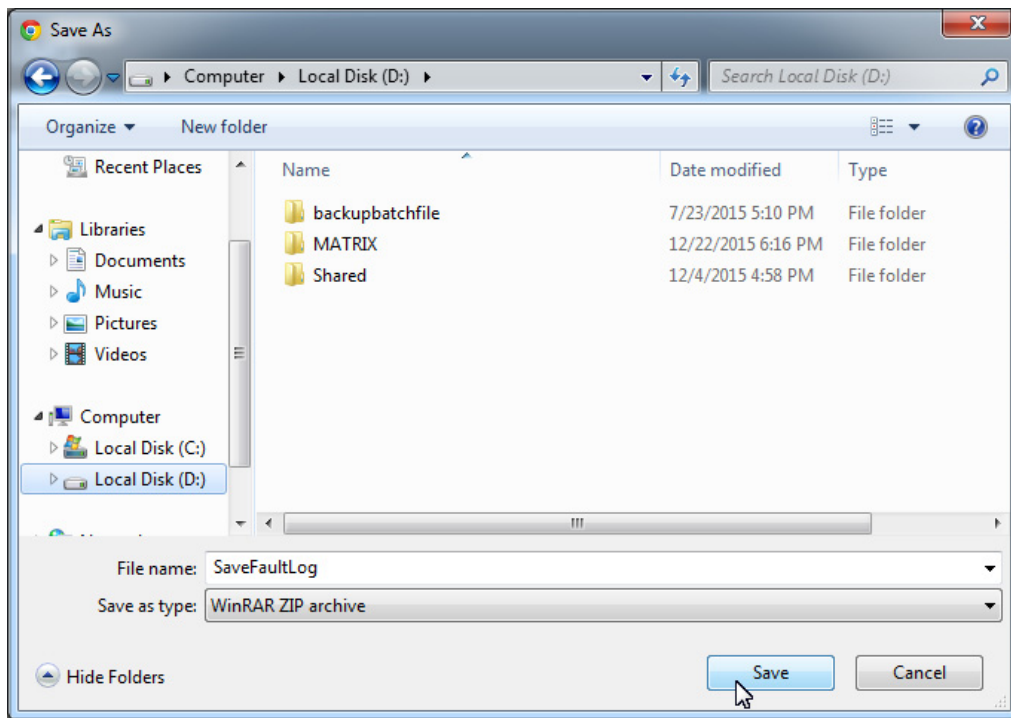 Save As
Computer Local Disk (D:)
Search Local Disk (D:)
Organize New folder
Recent Places
Libraries
Documents
Music
Pictures
Videos
Computer
Local Disk (C:)
Local Disk (D:)
Name Date modified Type
backupbatchfile 7/23/2015 5:10 PM File folder
MATRIX 12/22/2015 6:16 PM File folder
Shared 12/4/2015 4:58 PM File folder
File name: SaveFaultLog
Save as type: WinRAR ZIP archive
Hide Folders
Save Cancel